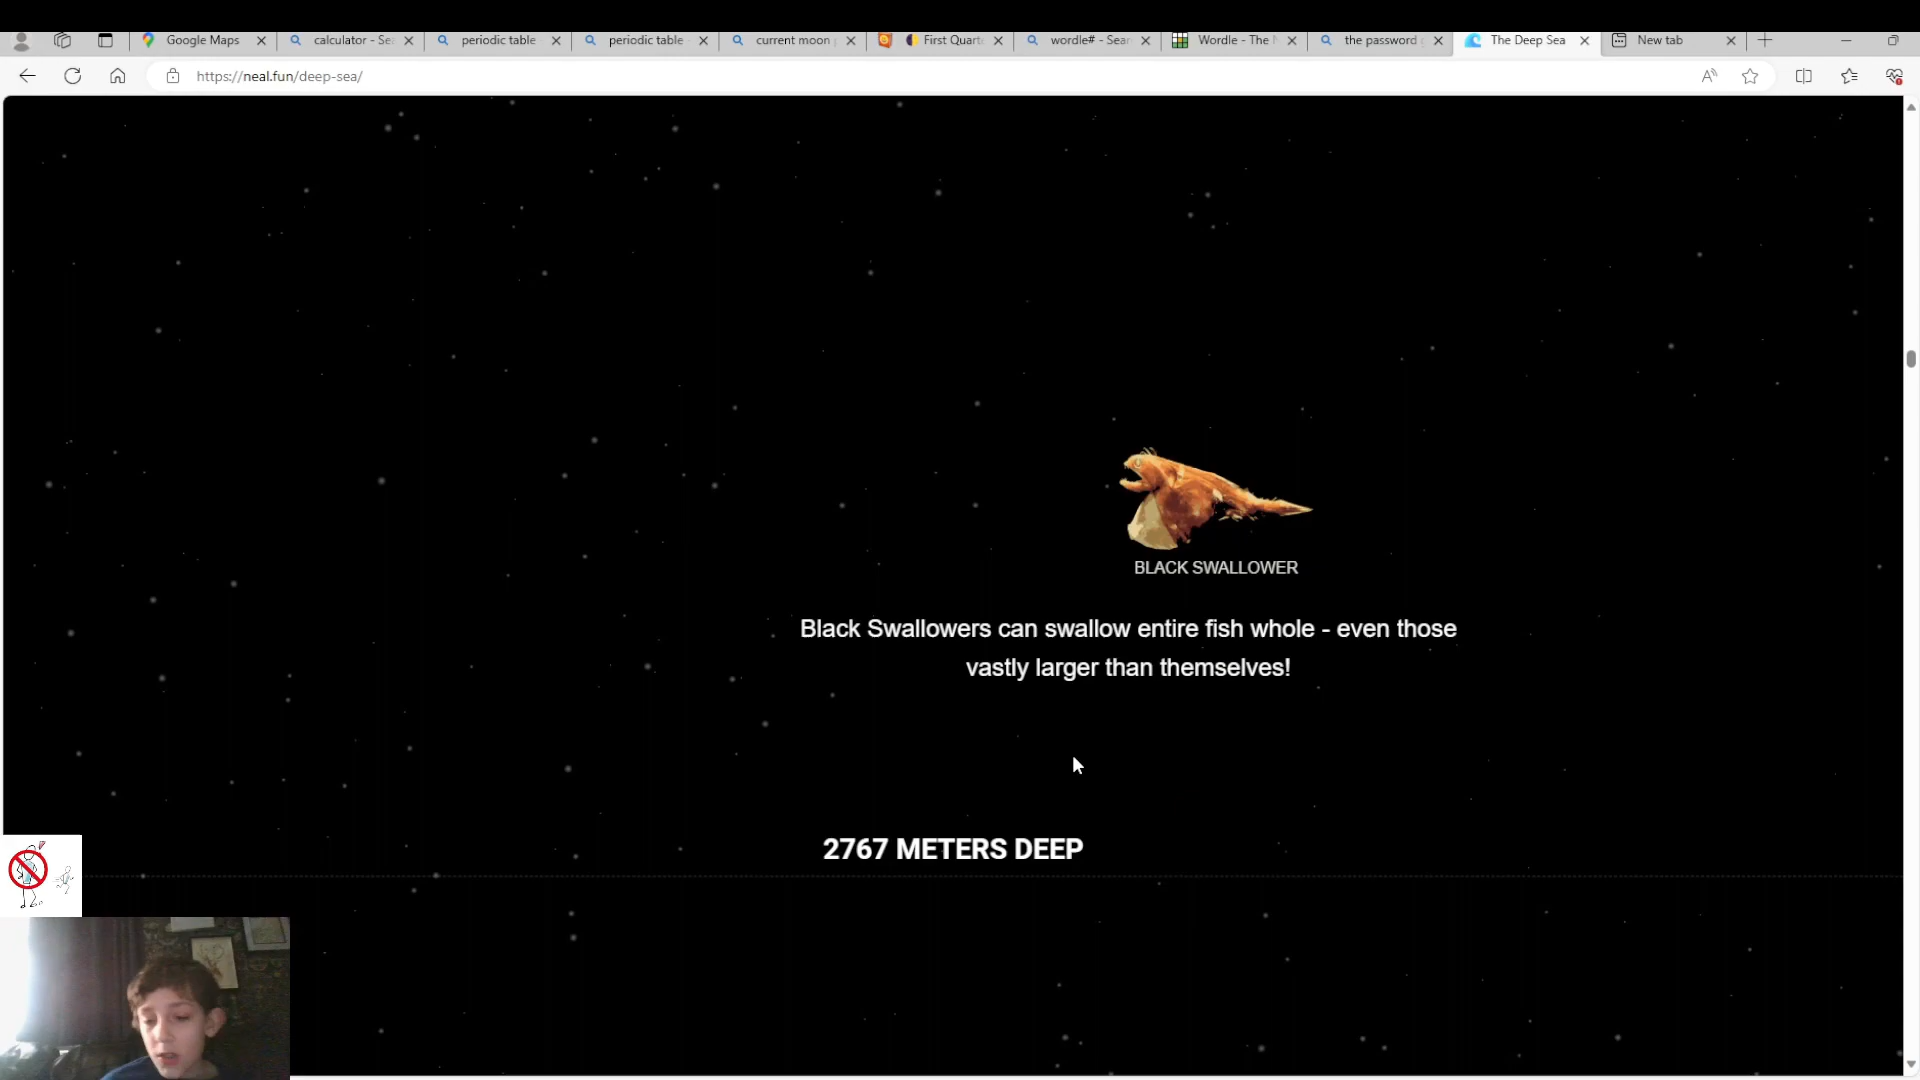 Google Maps
calculator - Se
periodic table
periodic table
current moon
First Quart
wordle# - Sear
Wordle - The N
the password
The Deep Sea
New tab
https://neal.fun/deep-sea/
BLACK SWALLOWER
Black Swallowers can swallow entire fish whole - even those
vastly larger than themselves!
2767 METERS DEEP